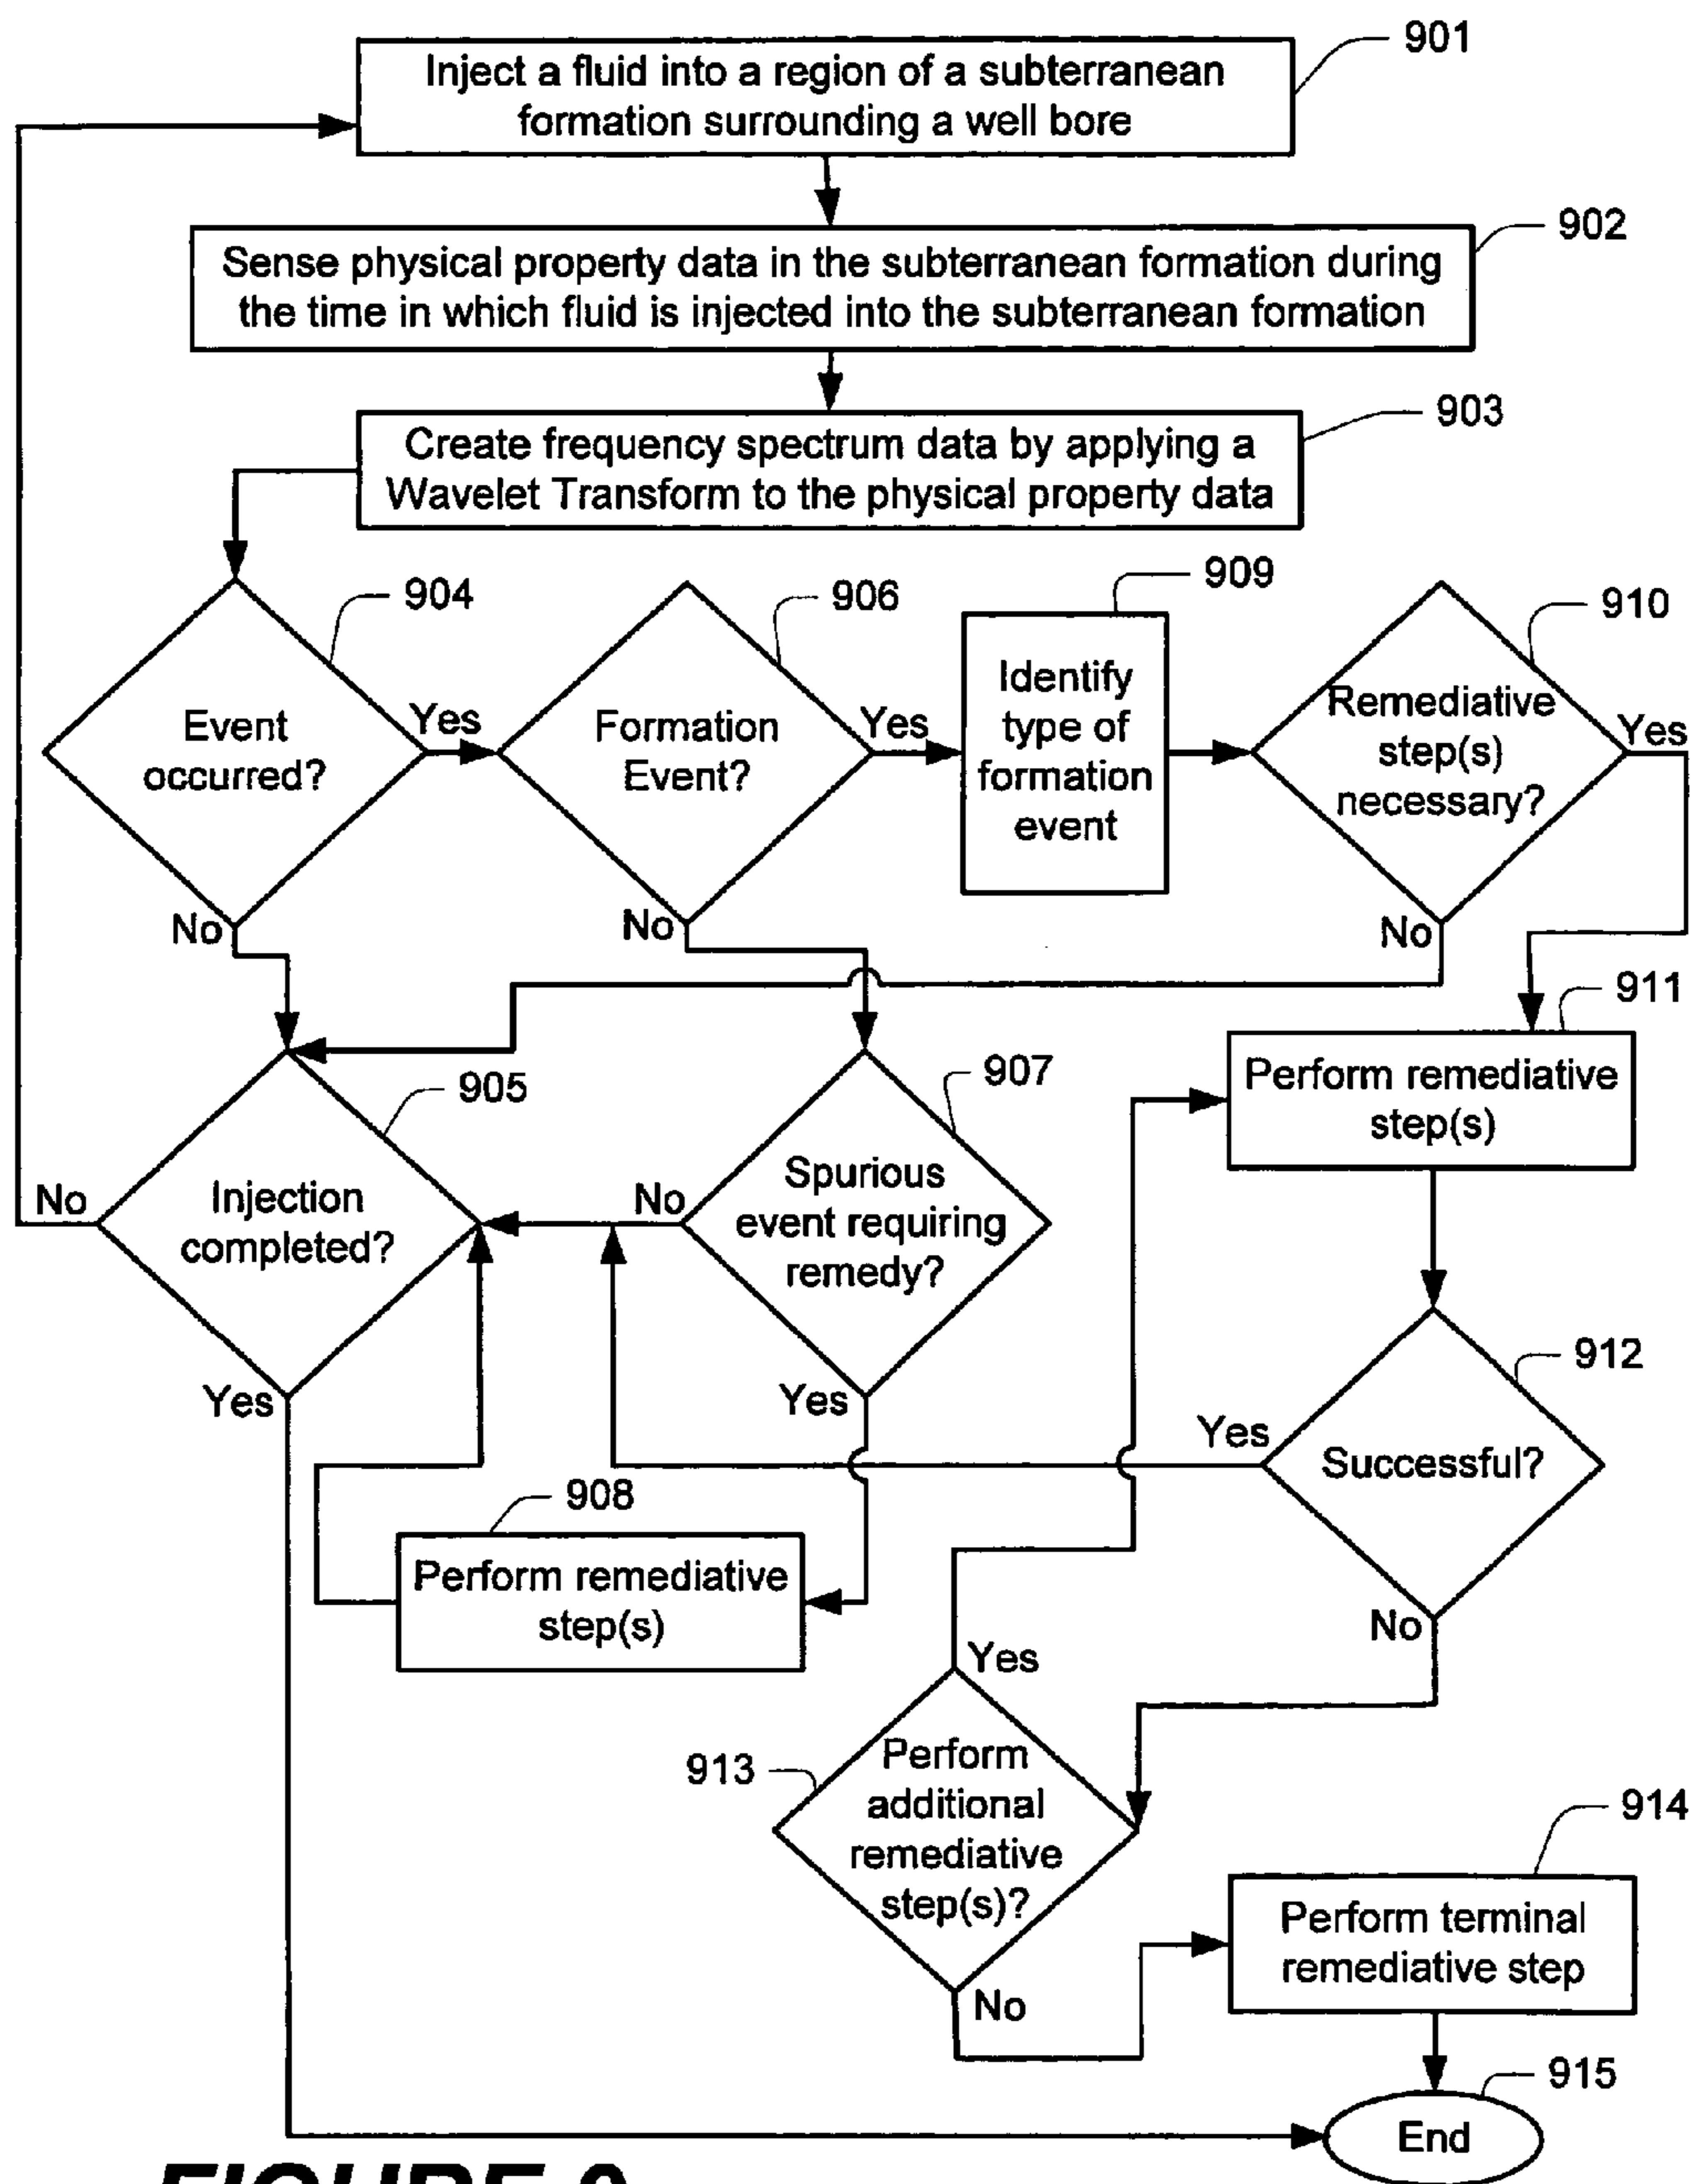 901
Inject a fluid into a region of a subterranean
formation surrounding a well bore
902
Sense physical property data in the subterranean formation during
the time in which fluid is injected into the subterranean formation
903
Create frequency spectrum data by applying a
Wavelet Transform to the physical property data
904
Event
occurred?
Yes
No
906
Formation
Event?
Yes
No
909
Identify
type of
formation
event
910
Remediative
step(s)
necessary?
Yes
No
905
Injection
completed?
No
Yes
907
Spurious
event requiring
remedy?
No
Yes
911
Perform remediative
step(s)
908
Perform remediative
step(s)
912
Successful?
Yes
No
913
Perform
additional
remediative
step(s)?
Yes
No
914
Perform terminal
remediative step
915
End
FIGURE 9